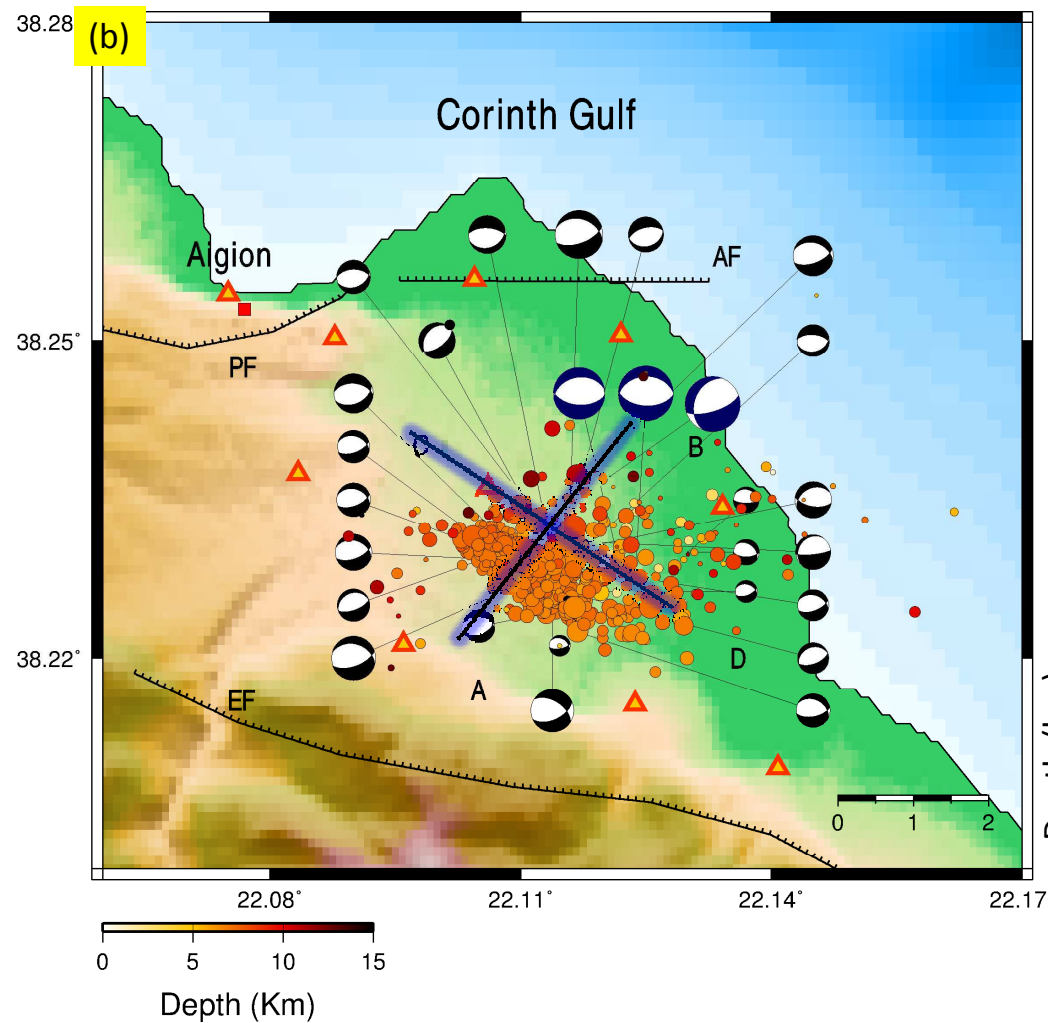 38.28°
(b)
Corinth Gulf
Aigion
AF
38.25°
PF
B
C
D
38.22°
A
EF
0 1 2
22.08° 22.11° 22.14° 22.17
0 5 10 15
Depth (Km)